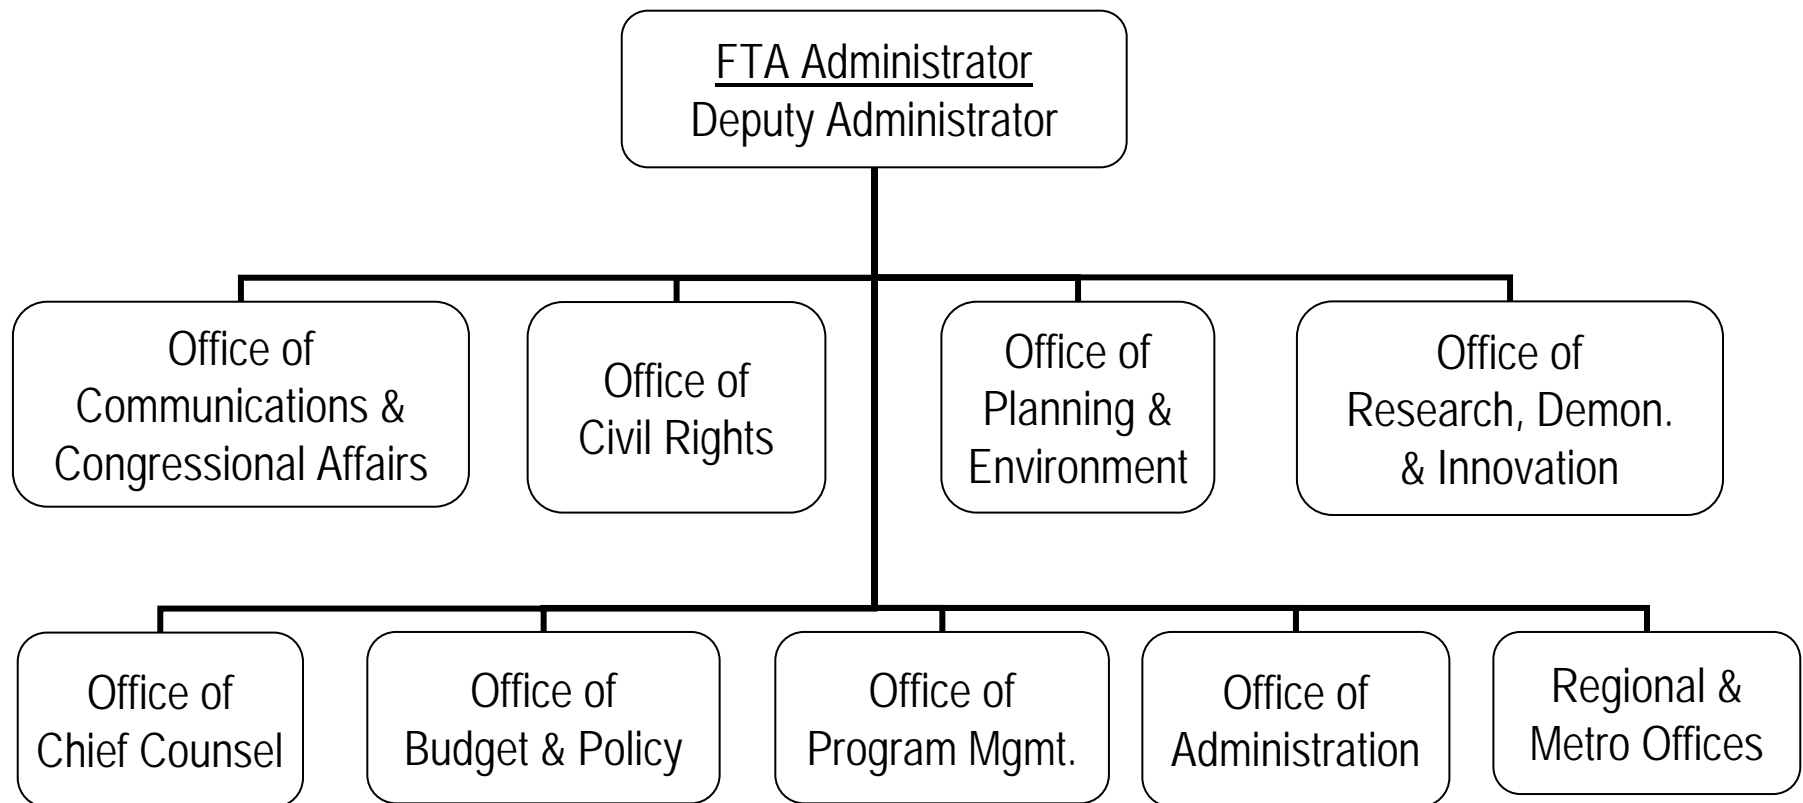 FTA Administrator
Deputy Administrator
Office of
Communications &
Congressional Affairs
Office of
Civil Rights
Office of
Planning &
Environment
Office of
Research, Demon.
& Innovation
Office of
Chief Counsel
Office of
Budget & Policy
Office of
Program Mgmt.
Office of
Administration
Regional &
Metro Offices